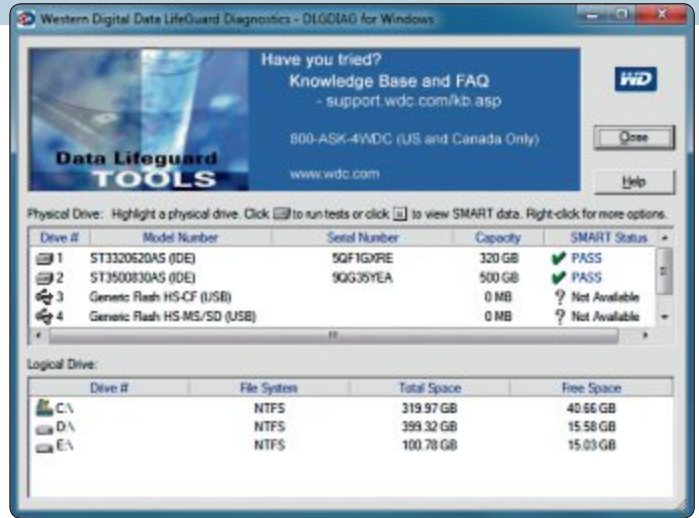 Western Digital Data LifeGuard Diagnostics - DLGDIAG for Windows
Have you tried?
Knowledge Base and FAQ
- support.wdc.com/kb.asp
800-ASK-4WDC (US and Canada Only)
www.wdc.com
Data Lifeguard
TOOLS
WD
Close
Help
Physical Drive: Highlight a physical drive. Click to run tests or click to view SMART data. Right-click for more options.
Drive # Model Number Serial Number Capacity SMART Status
1 ST3320620AS (IDE) 5QF1GXRE 320 GB PASS
2 ST3500830AS (IDE) 9QG35YEA 500 GB PASS
3 Generic Flash HS-CF (USB) 0 MB ? Not Available
4 Generic Flash HS-MS/SD (USB) 0 MB ? Not Available
Logical Drive:
Drive # File System Total Space Free Space
C:\ NTFS 319.97 GB 40.66 GB
D:\ NTFS 399.32 GB 15.58 GB
E:\ NTFS 100.78 GB 15.03 GB